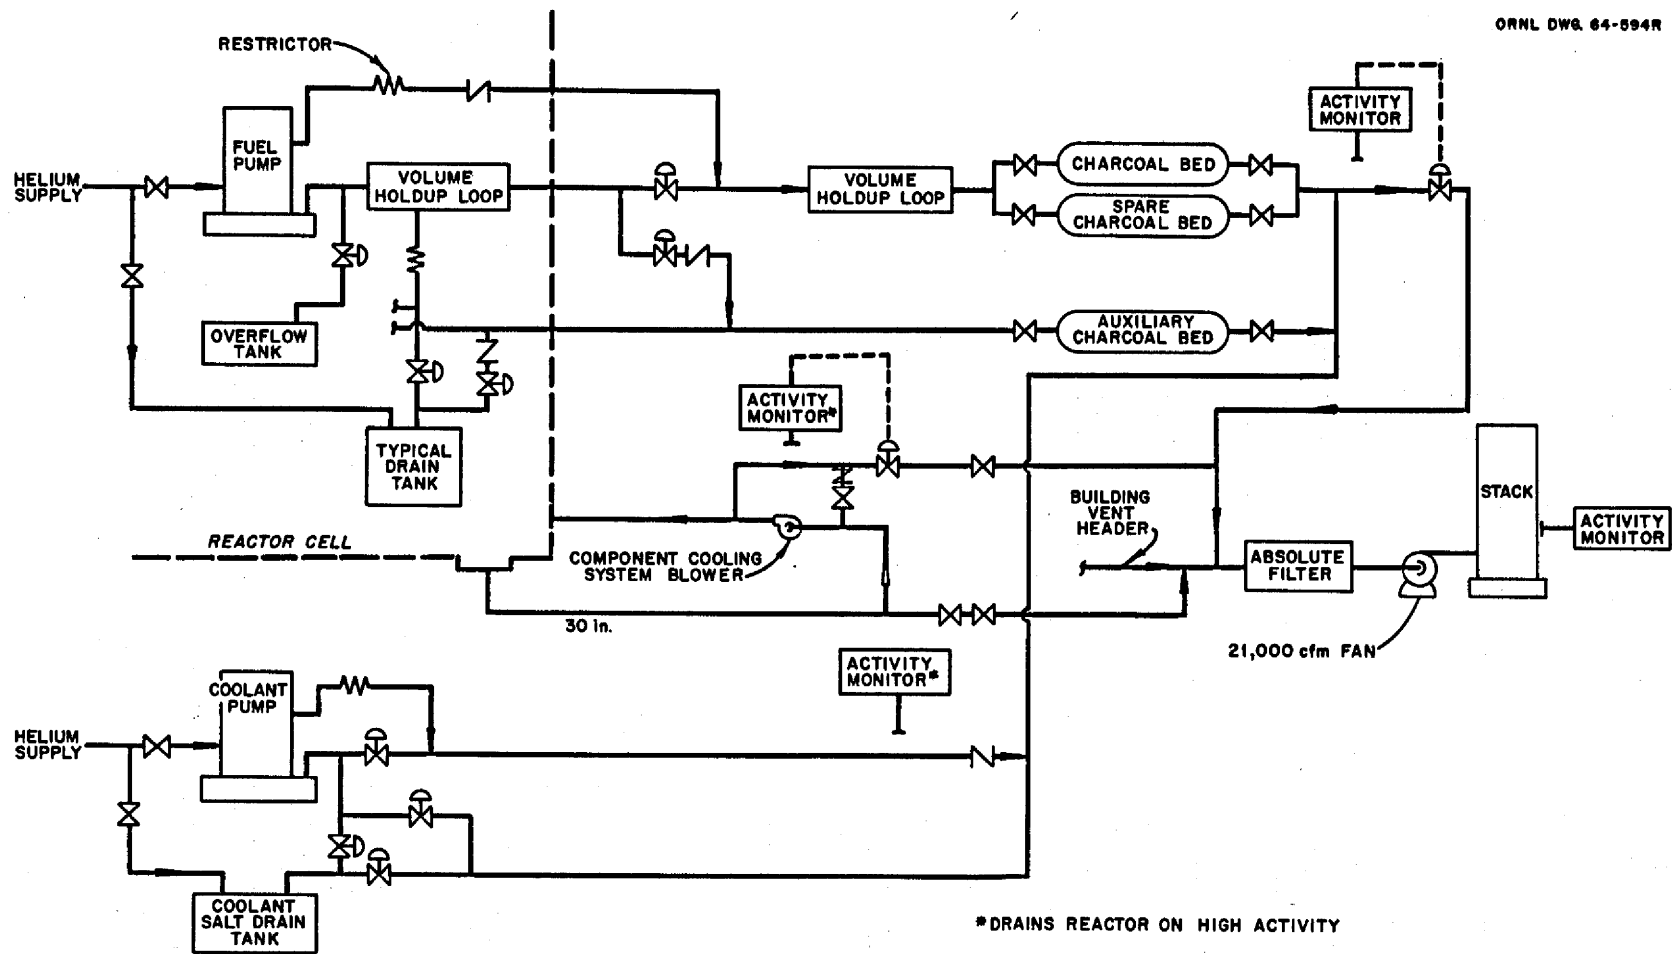 ORNL DWG. 64-594R
RESTRICTOR
ACTIVITY
MONITOR
FUEL
PUMP
HELIUM
SUPPLY
VOLUME
HOLDUP LOOP
VOLUME
HOLDUP LOOP
CHARCOAL BED
SPARE
CHARCOAL BED
OVERFLOW
TANK
AUXILIARY
CHARCOAL BED
ACTIVITY
MONITOR*
TYPICAL
DRAIN
TANK
STACK
BUILDING
VENT
HEADER
REACTOR CELL
COMPONENT COOLING
SYSTEM BLOWER
ABSOLUTE
FILTER
ACTIVITY
MONITOR
30 in.
21,000 cfm FAN
ACTIVITY
MONITOR*
COOLANT
PUMP
HELIUM
SUPPLY
COOLANT
SALT DRAIN
TANK
*DRAINS REACTOR ON HIGH ACTIVITY